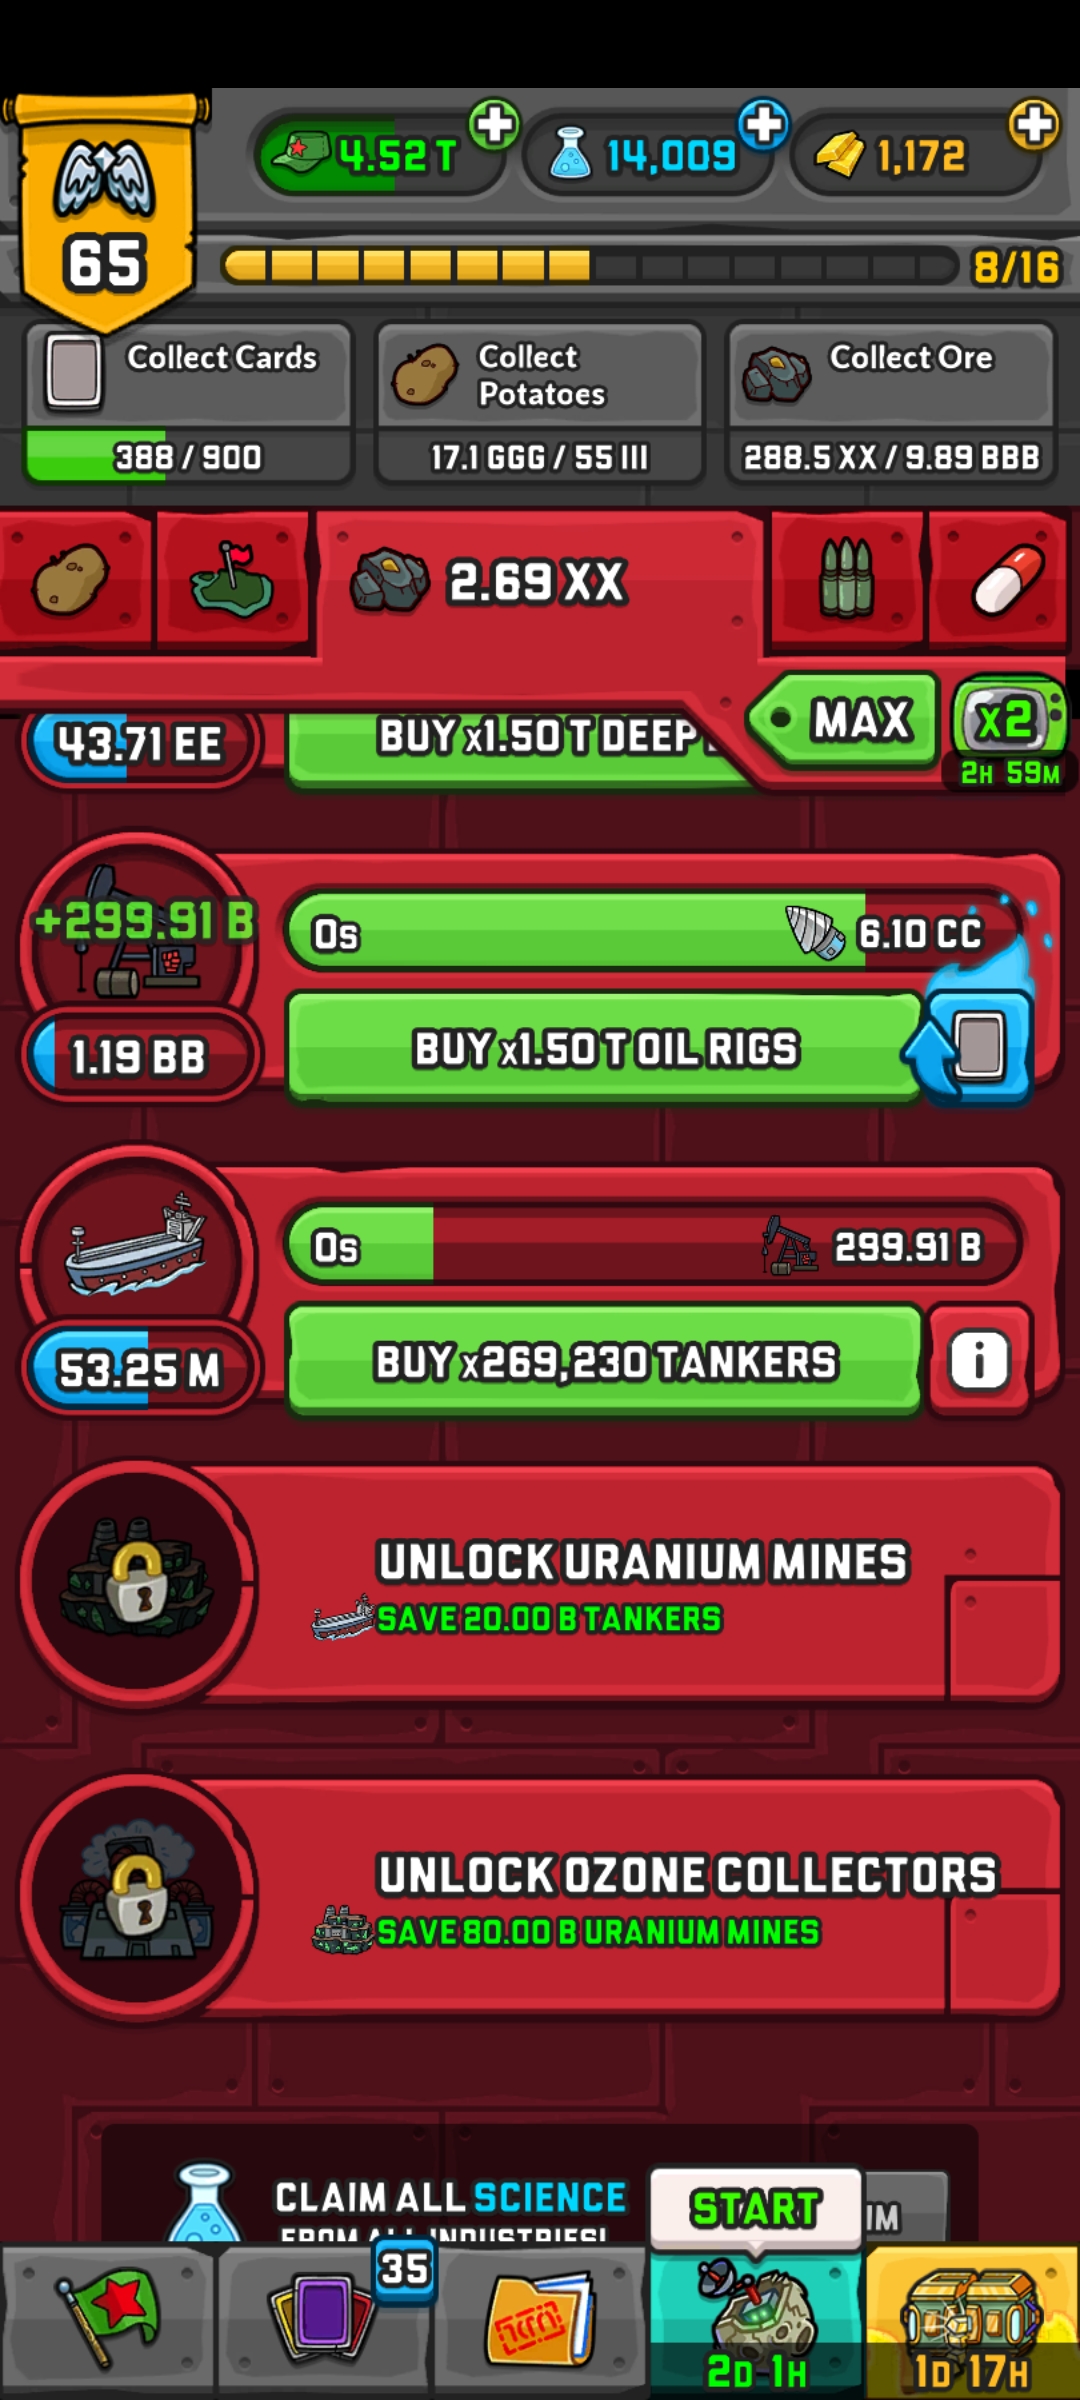 4.52 T
14,009
1,172
65
8/16
Collect Cards
388 / 900
Collect
Potatoes
17.1 GGG / 55 III
Collect Ore
288.5 XX / 9.89 BBB
2.69 XX
MAX
x2
2H 59M
43.71 EE
BUY x1.50 T DEEP
+299.91 B
0s
6.10 CC
1.19 BB
BUY x1.50 T OIL RIGS
0s
299.91 B
53.25 M
BUY x269,230 TANKERS
i
UNLOCK URANIUM MINES
SAVE 20.00 B TANKERS
UNLOCK OZONE COLLECTORS
SAVE 80.00 B URANIUM MINES
CLAIM ALL SCIENCE
FROM ALL INDUSTRIES!
START
IM
35
2D 1H
1D 17H